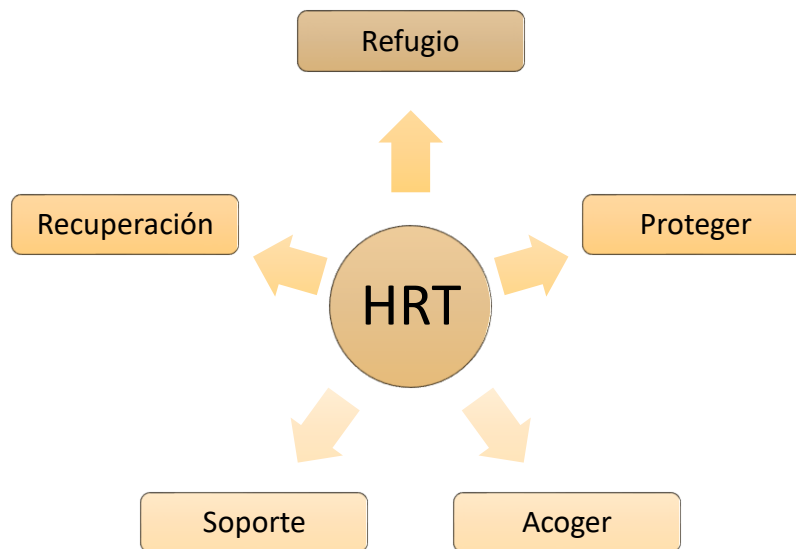 Refugio
Recuperación
Proteger
HRT
Soporte
Acoger